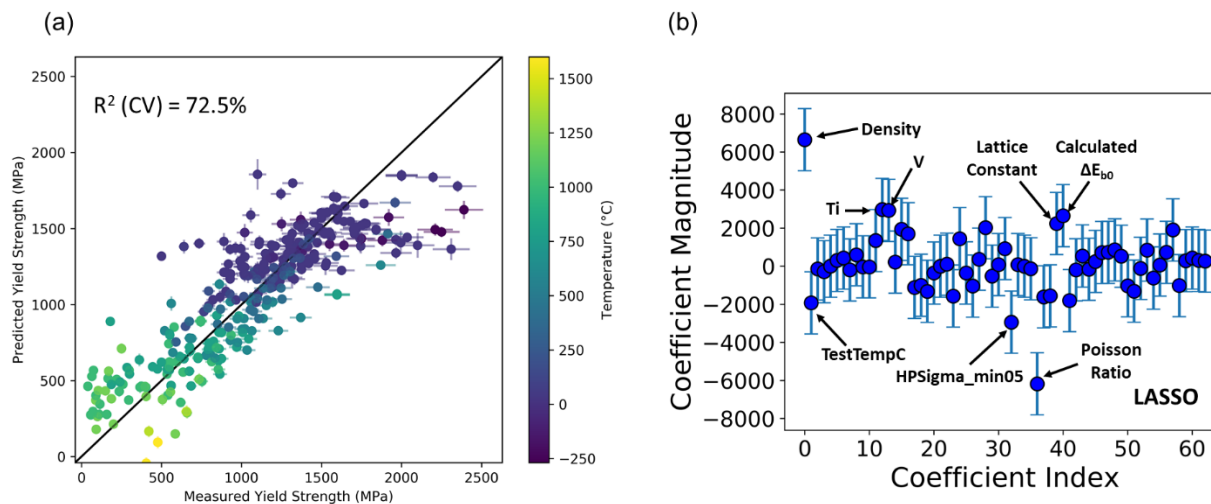 (a)
R² (CV) = 72.5%
Predicted Yield Strength (MPa)
2500
2000
1500
1000
500
0
0 500 1000 1500 2000 2500
Measured Yield Strength (MPa)
1500
1250
1000
750
500
250
0
−250
Temperature (°C)
(b)
Coefficient Magnitude
8000
6000
4000
2000
0
−2000
−4000
−6000
−8000
Density
V
Ti
Lattice
Constant
Calculated
ΔE_b0
TestTempC
HPSigma_min05
Poisson
Ratio
LASSO
0 10 20 30 40 50 60
Coefficient Index